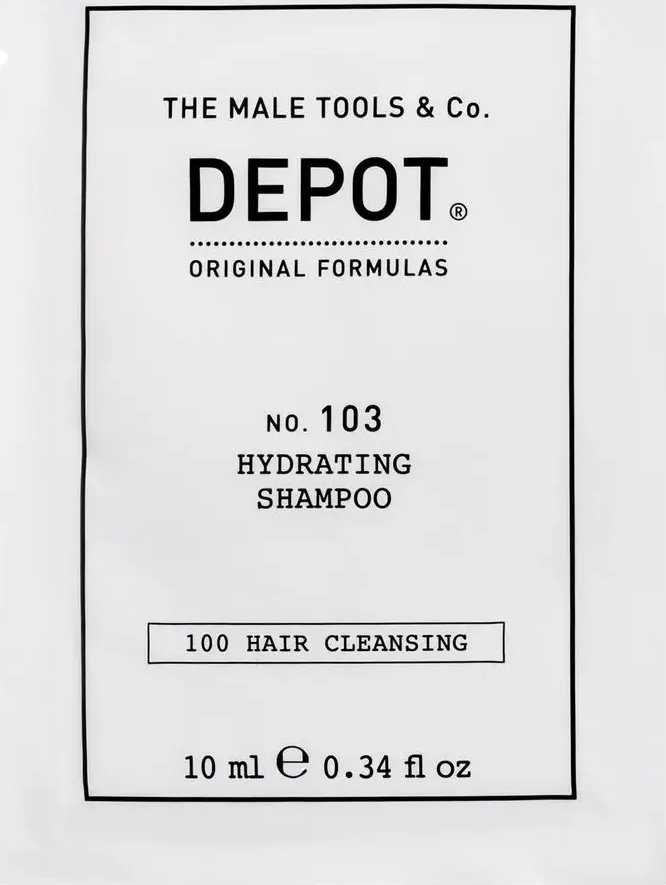 THE MALE TOOLS & Co.
DEPOT®
ORIGINAL FORMULAS
NO. 103
HYDRATING
SHAMPOO
100 HAIR CLEANSING
10 ml ℮ 0.34 fl oz